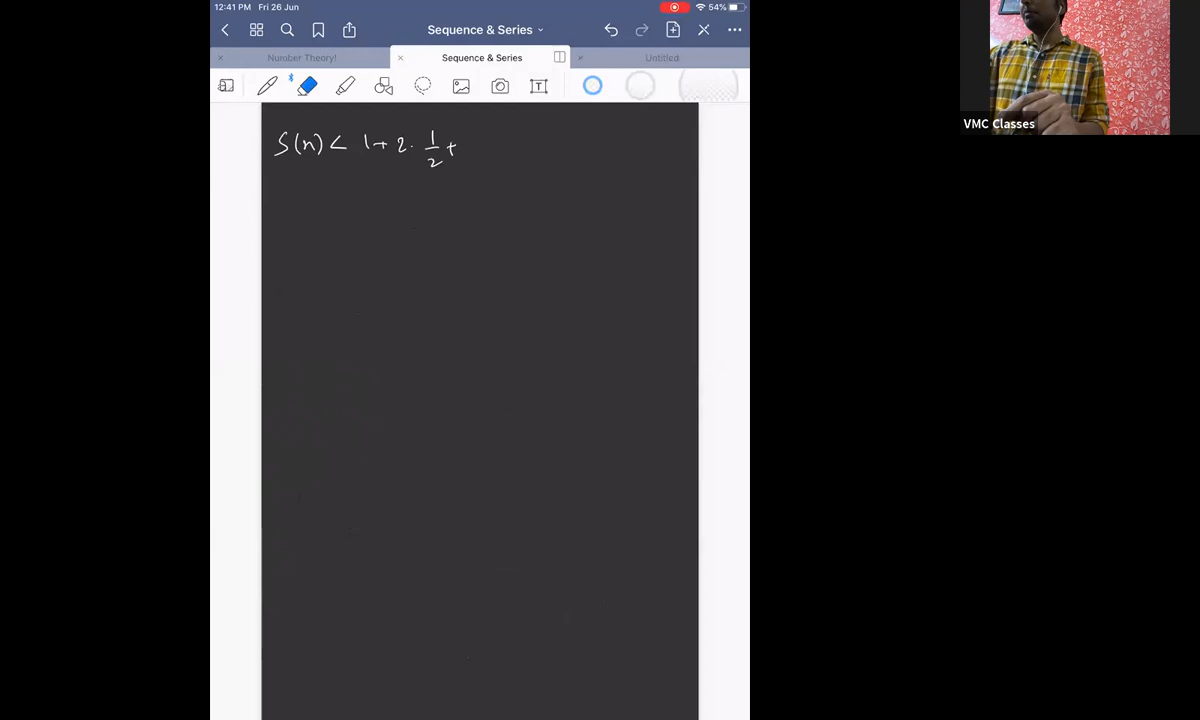 12:41 PM Fri 26 Jun
54%
Sequence & Series
Number Theory!
Sequence & Series
Untitled
T
S(n) < 1 + 2 · 1/2 +
VMC Classes